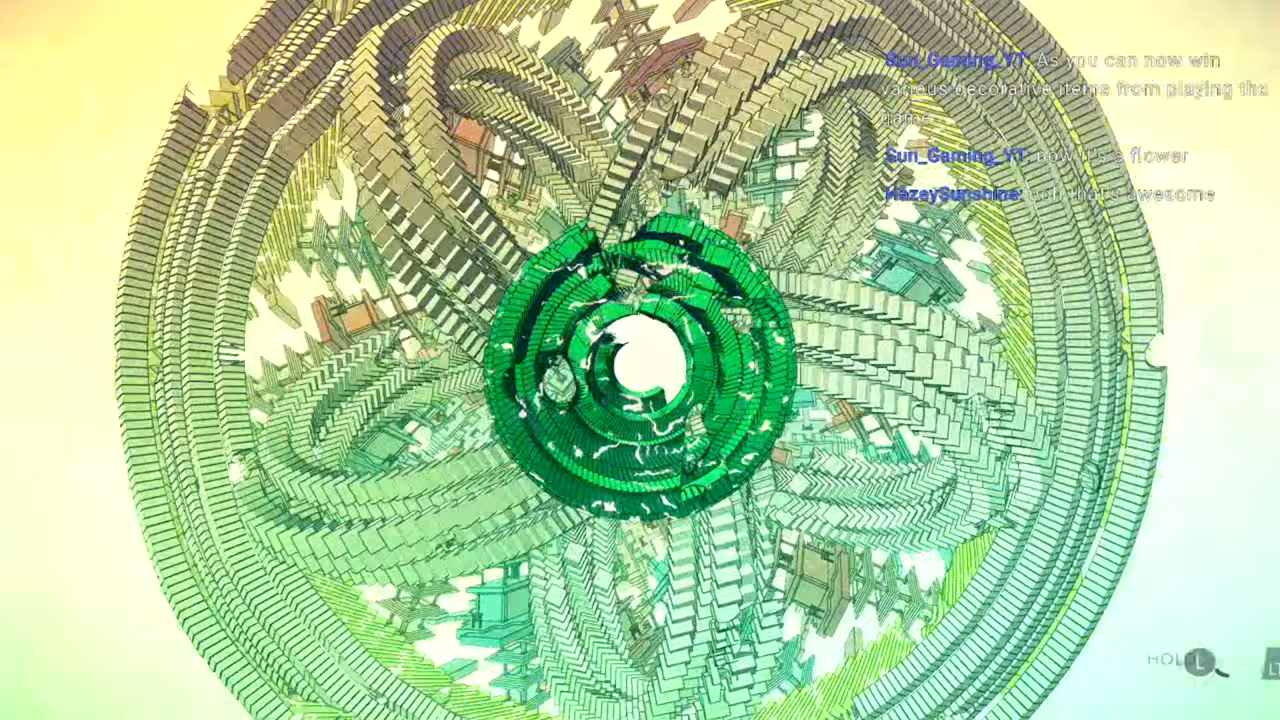 Sun_Gaming_YT: As you can now win
various decorative items from playing the
game
Sun_Gaming_YT: now it's a flower
HazeySunshine: ooh that's awesome
HOLD L
LT